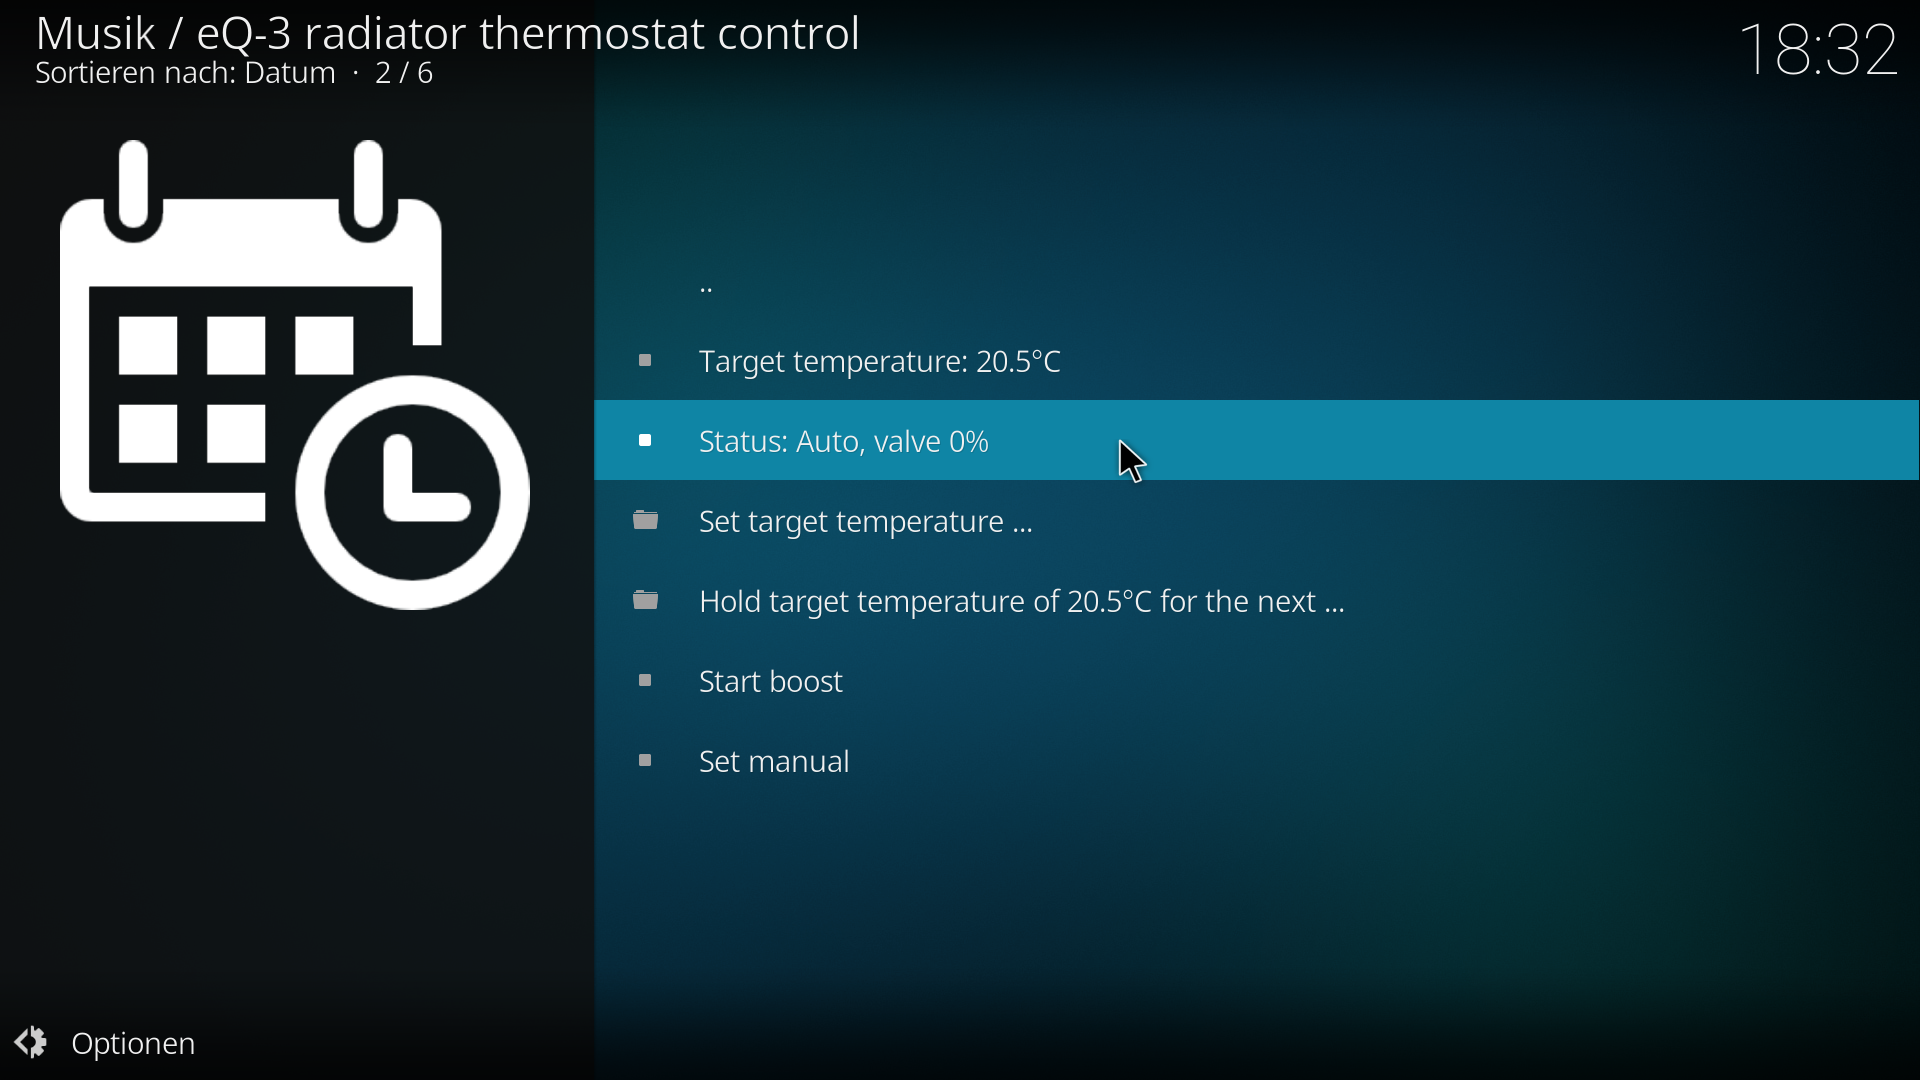 Musik / eQ-3 radiator thermostat control
Sortieren nach: Datum · 2 / 6
18:32
..
Target temperature: 20.5°C
Status: Auto, valve 0%
Set target temperature ...
Hold target temperature of 20.5°C for the next ...
Start boost
Set manual
Optionen